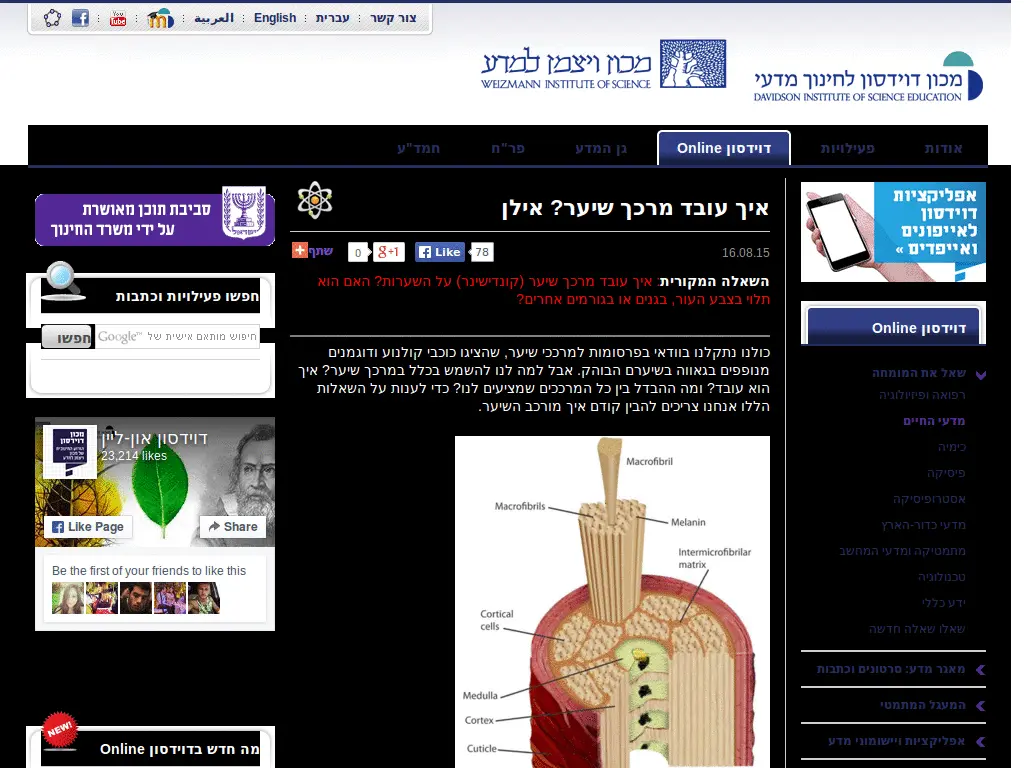 צור קשר
עברית
English
العربية
You Tube
מכון ויצמן למדע
WEIZMANN INSTITUTE OF SCIENCE
מכון דוידסון לחינוך מדעי
DAVIDSON INSTITUTE OF SCIENCE EDUCATION
אודות
פעילויות
דוידסון Online
גן המדע
פר"ח
חמד"ע
אפליקציות
דוידסון
לאייפונים
ואייפדים »
דוידסון Online
שאל את המומחה
רפואה ופיזיולוגיה
מדעי החיים
כימיה
פיסיקה
אסטרופיסיקה
מדעי כדור-הארץ
מתמטיקה ומדעי המחשב
טכנולוגיה
ידע כללי
שאלו שאלה חדשה
מאגר מדע: סרטונים וכתבות
המעגל המתמטי
אפליקציות ויישומוני מדע
איך עובד מרכך שיער? אילן
16.08.15
78
Like
+1
0
שתף
השאלה המקורית: איך עובד מרכך שיער (קונדישינר) על השערות? האם הוא
תלוי בצבע העור, בגנים או בגורמים אחרים?
כולנו נתקלנו בוודאי בפרסומות למרככי שיער, שהציגו כוכבי קולנוע ודוגמנים
מנופפים בגאווה בשיערם הבוהק. אבל למה לנו להשמש בכלל במרכך שיער? איך
הוא עובד? ומה ההבדל בין כל המרככים שמציעים לנו? כדי לענות על השאלות
הללו אנחנו צריכים להבין קודם איך מורכב השיער.
Macrofibril
Macrofibrils
Melanin
Intermicrofibrilar
matrix
Cortical
cells
Medulla
Cortex
Cuticle
סביבת תוכן מאושרת
על ידי משרד החינוך
חפשו פעילויות וכתבות
חיפוש מותאם אישית של Google™
חפשו
דוידסון און-ליין
23,214 likes
מכון
דוידסון
Like Page
Share
Be the first of your friends to like this
NEW!
מה חדש בדוידסון Online